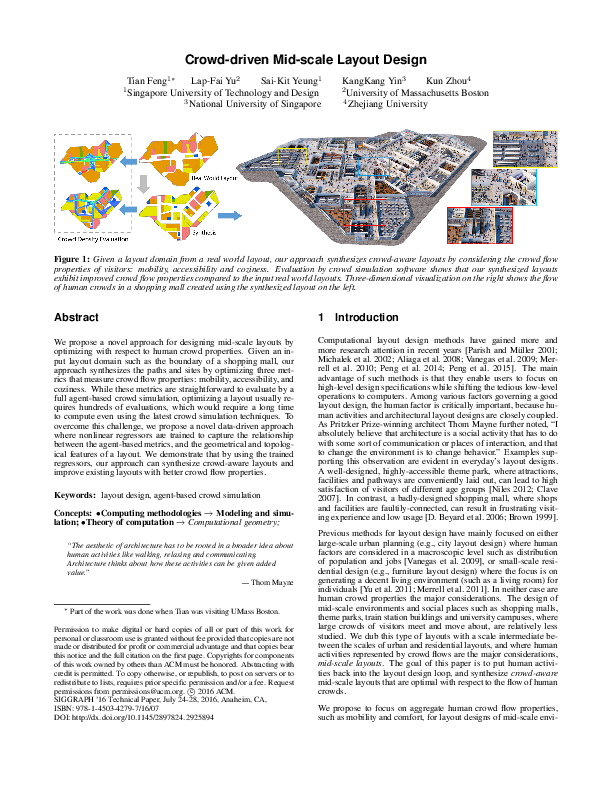 Crowd-driven Mid-scale Layout Design
Tian Feng1∗ Lap-Fai Yu2 Sai-Kit Yeung1 KangKang Yin3 Kun Zhou4
1Singapore University of Technology and Design 2University of Massachusetts Boston
3National University of Singapore 4Zhejiang University
Real World Layout
Crowd Density Evaluation
Synthesis
Figure 1: Given a layout domain from a real world layout, our approach synthesizes crowd-aware layouts by considering the crowd flow
properties of visitors: mobility, accessibility and coziness. Evaluation by crowd simulation software shows that our synthesized layouts
exhibit improved crowd flow properties compared to the input real world layouts. Three-dimensional visualization on the right shows the flow
of human crowds in a shopping mall created using the synthesized layout on the left.
Abstract
We propose a novel approach for designing mid-scale layouts by
optimizing with respect to human crowd properties. Given an in-
put layout domain such as the boundary of a shopping mall, our
approach synthesizes the paths and sites by optimizing three met-
rics that measure crowd flow properties: mobility, accessibility, and
coziness. While these metrics are straightforward to evaluate by a
full agent-based crowd simulation, optimizing a layout usually re-
quires hundreds of evaluations, which would require a long time
to compute even using the latest crowd simulation techniques. To
overcome this challenge, we propose a novel data-driven approach
where nonlinear regressors are trained to capture the relationship
between the agent-based metrics, and the geometrical and topolog-
ical features of a layout. We demonstrate that by using the trained
regressors, our approach can synthesize crowd-aware layouts and
improve existing layouts with better crowd flow properties.
Keywords: layout design, agent-based crowd simulation
Concepts: •Computing methodologies → Modeling and simu-
lation; •Theory of computation → Computational geometry;
"The aesthetic of architecture has to be rooted in a broader idea about
human activities like walking, relaxing and communicating.
Architecture thinks about how these activities can be given added
value."
— Thom Mayne
∗ Part of the work was done when Tian was visiting UMass Boston.
Permission to make digital or hard copies of all or part of this work for
personal or classroom use is granted without fee provided that copies are not
made or distributed for profit or commercial advantage and that copies bear
this notice and the full citation on the first page. Copyrights for components
of this work owned by others than ACM must be honored. Abstracting with
credit is permitted. To copy otherwise, or republish, to post on servers or to
redistribute to lists, requires prior specific permission and/or a fee. Request
permissions from permissions@acm.org. © 2016 ACM.
SIGGRAPH '16 Technical Paper, July 24-28, 2016, Anaheim, CA,
ISBN: 978-1-4503-4279-7/16/07
DOI: http://dx.doi.org/10.1145/2897824.2925894
1 Introduction
Computational layout design methods have gained more and
more research attention in recent years [Parish and Müller 2001;
Michalek et al. 2002; Aliaga et al. 2008; Vanegas et al. 2009; Mer-
rell et al. 2010; Peng et al. 2014; Peng et al. 2015]. The main
advantage of such methods is that they enable users to focus on
high-level design specifications while shifting the tedious low-level
operations to computers. Among various factors governing a good
layout design, the human factor is critically important, because hu-
man activities and architectural layout designs are closely coupled.
As Pritzker Prize-winning architect Thom Mayne further noted, "I
absolutely believe that architecture is a social activity that has to do
with some sort of communication or places of interaction, and that
to change the environment is to change behavior." Examples sup-
porting this observation are evident in everyday's layout designs.
A well-designed, highly-accessible theme park, where attractions,
facilities and pathways are conveniently laid out, can lead to high
satisfaction of visitors of different age groups [Niles 2012; Clave
2007]. In contrast, a badly-designed shopping mall, where shops
and facilities are faultily-connected, can result in frustrating visit-
ing experience and low usage [D. Beyard et al. 2006; Brown 1999].
Previous methods for layout design have mainly focused on either
large-scale urban planning (e.g., city layout design) where human
factors are considered in a macroscopic level such as distribution
of population and jobs [Vanegas et al. 2009], or small-scale resi-
dential design (e.g., furniture layout design) where the focus is on
generating a decent living environment (such as a living room) for
individuals [Yu et al. 2011; Merrell et al. 2011]. In neither case are
human crowd properties the major considerations. The design of
mid-scale environments and social places such as shopping malls,
theme parks, train station buildings and university campuses, where
large crowds of visitors meet and move about, are relatively less
studied. We dub this type of layouts with a scale intermediate be-
tween the scales of urban and residential layouts, and where human
activities represented by crowd flows are the major considerations,
mid-scale layouts. The goal of this paper is to put human activi-
ties back into the layout design loop, and synthesize crowd-aware
mid-scale layouts that are optimal with respect to the flow of human
crowds.
We propose to focus on aggregate human crowd flow properties,
such as mobility and comfort, for layout designs of mid-scale envi-